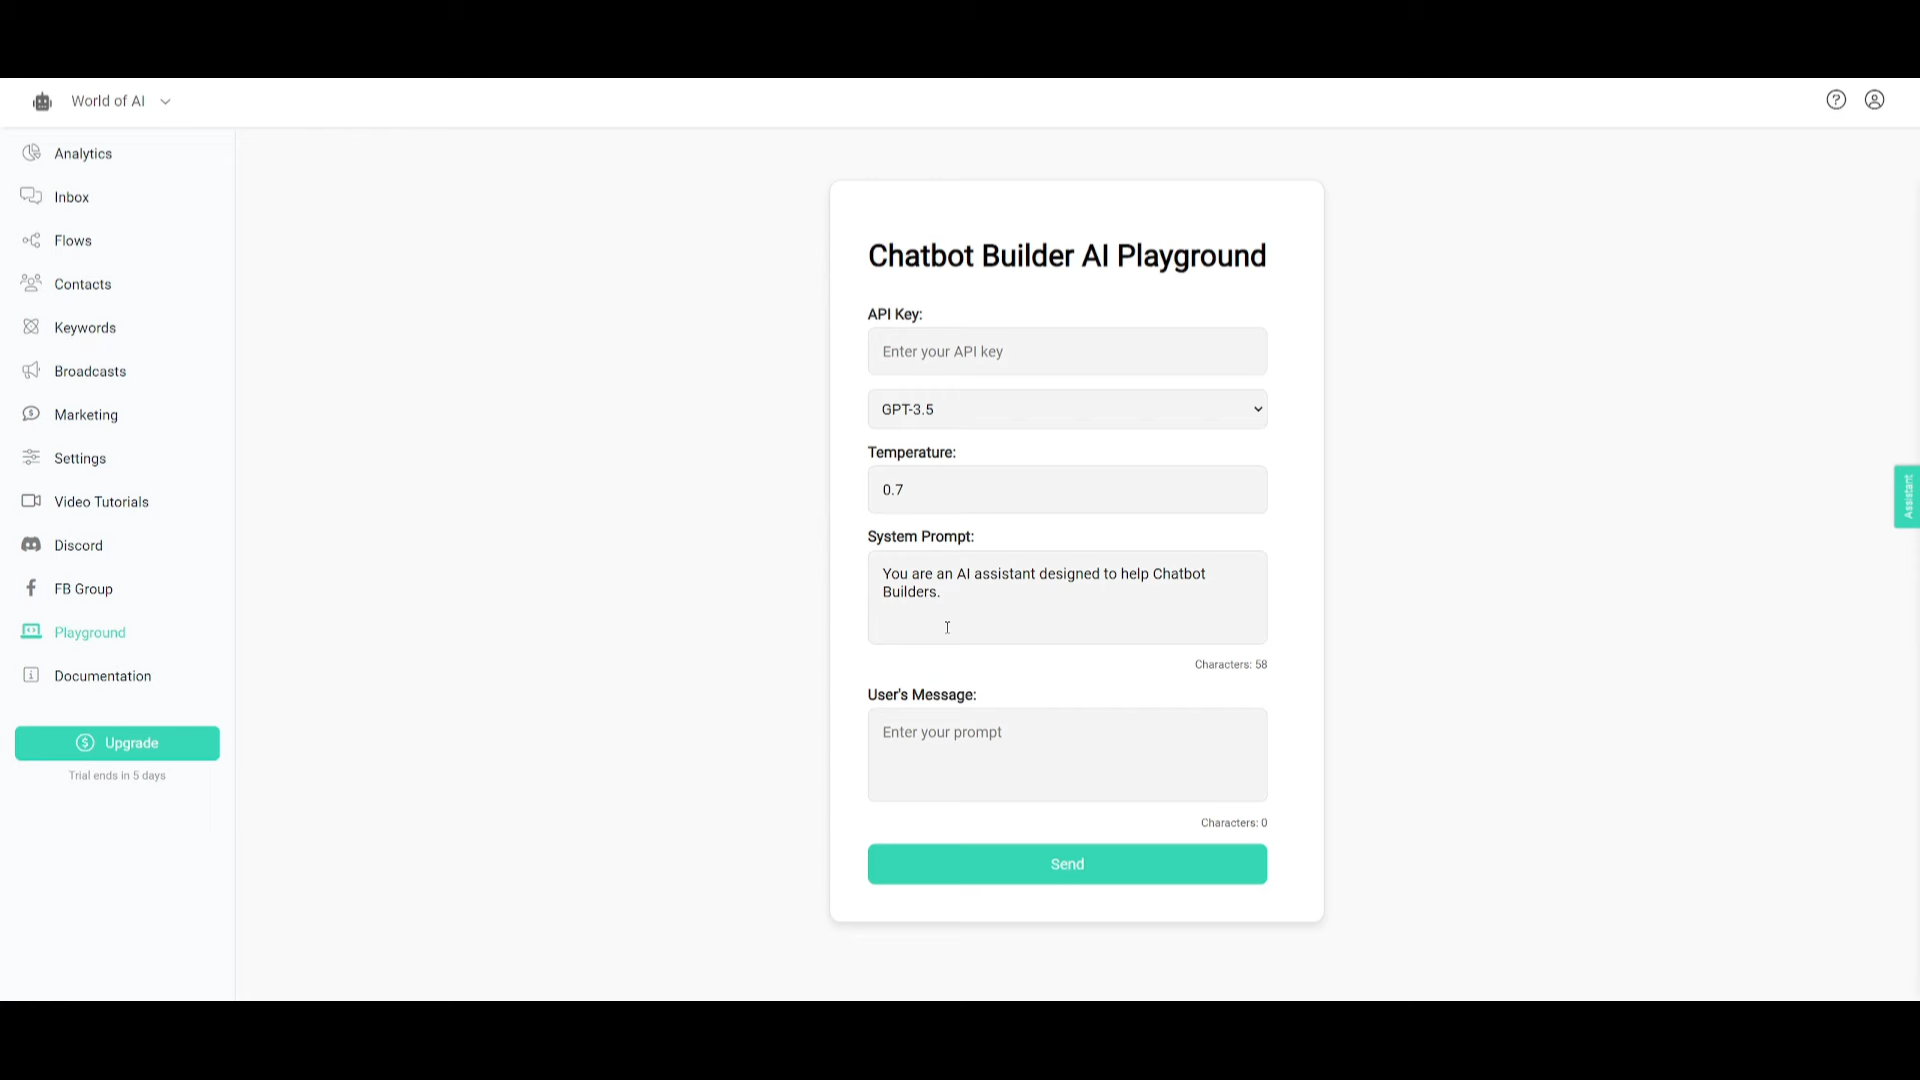 World of AI
Analytics
Inbox
Flows
Contacts
Keywords
Broadcasts
Marketing
Settings
Video Tutorials
Discord
FB Group
Playground
Documentation
Upgrade
Trial ends in 5 days
Chatbot Builder AI Playground
API Key:
Enter your API key
GPT-3.5
Temperature:
0.7
System Prompt:
You are an AI assistant designed to help Chatbot
Builders.
Characters: 58
User's Message:
Enter your prompt
Characters: 0
Send
Assistant